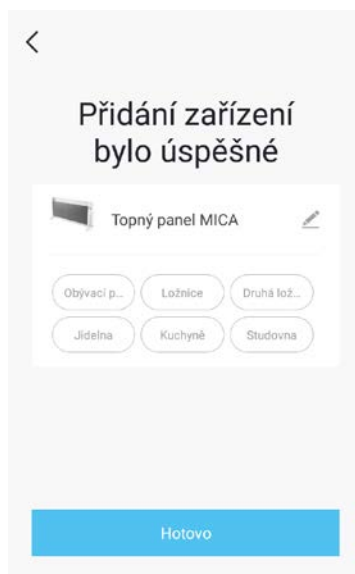 Přidání zařízení
bylo úspěšné
Topný panel MICA
Obývací p...
Ložnice
Druhá lož...
Jídelna
Kuchyně
Studovna
Hotovo